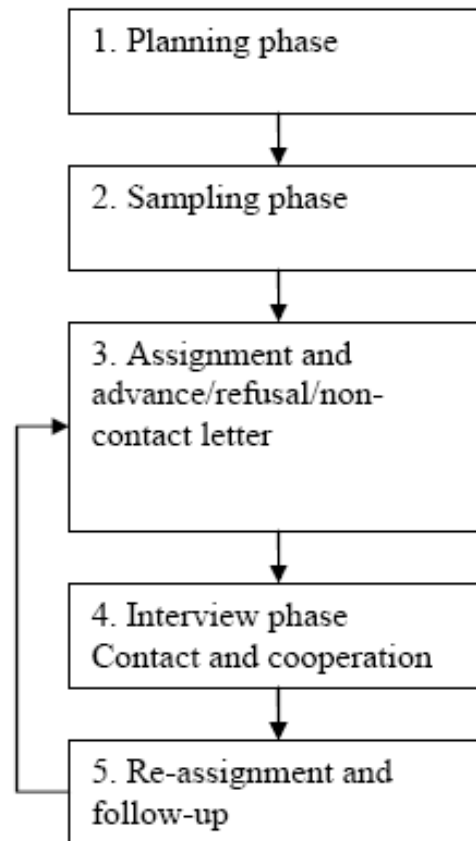 1. Planning phase
2. Sampling phase
3. Assignment and
advance/refusal/non-
contact letter
4. Interview phase
Contact and cooperation
5. Re-assignment and
follow-up